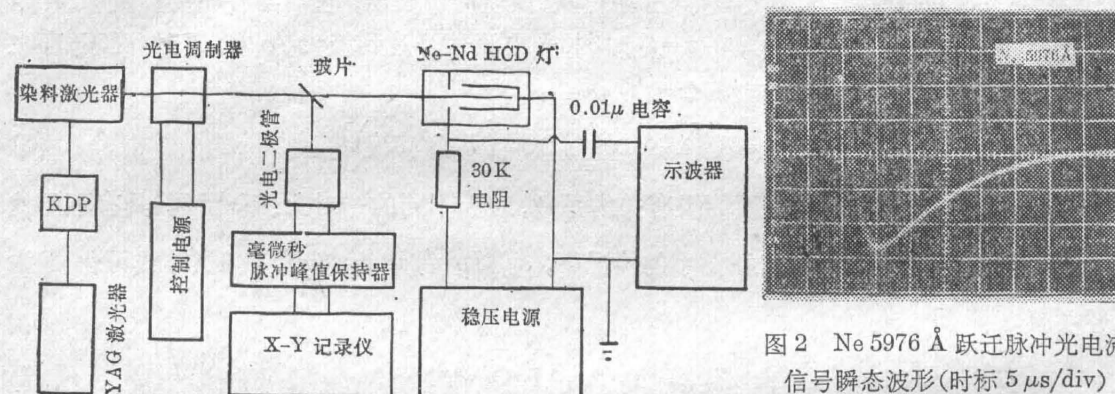 光电调制器
玻片
Ne-Nd HCD 灯
染料激光器
0.01μ 电容
光电二极管
示波器
30K
电阻
KDP
控制电源
毫微秒
脉冲峰值保持器
YAG 激光器
X-Y 记录仪
稳压电源
Ne 5976Å
图 2 Ne 5976 Å 跃迁脉冲光电流
信号瞬态波形(时标 5 μs/div)